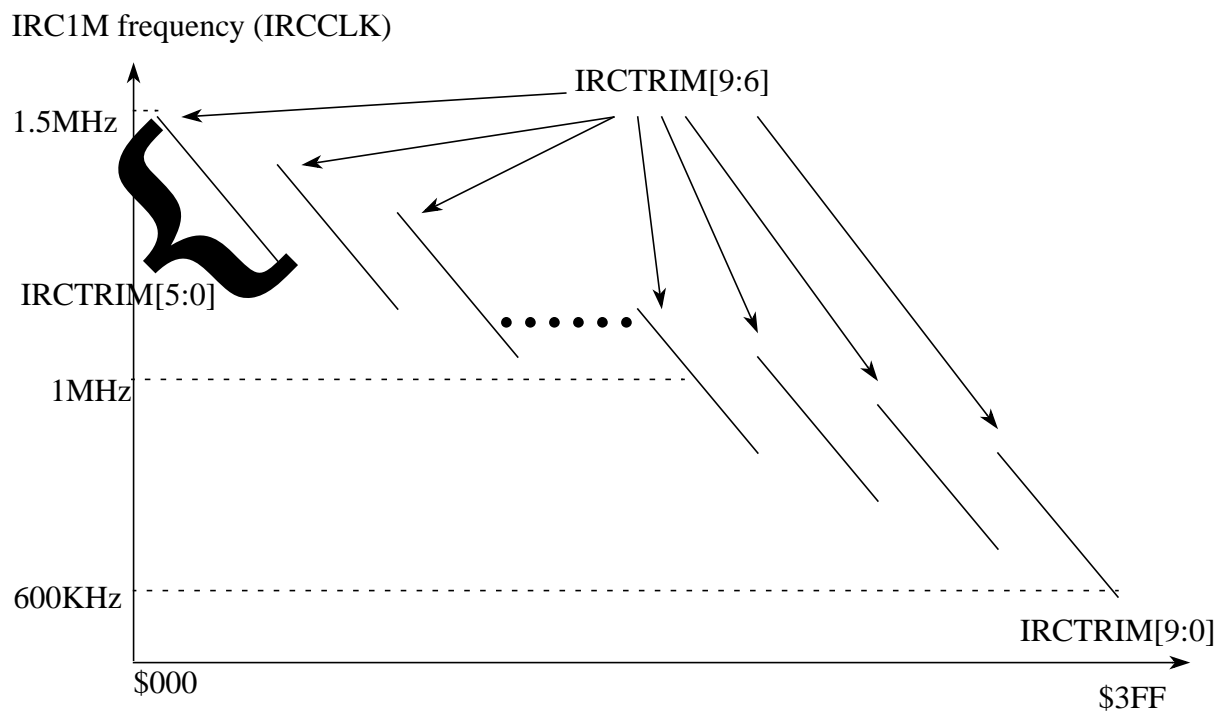 IRC1M frequency (IRCCLK)
IRCTRIM[9:6]
1.5MHz
IRCTRIM[5:0]
1MHz
600KHz
IRCTRIM[9:0]
$000
$3FF